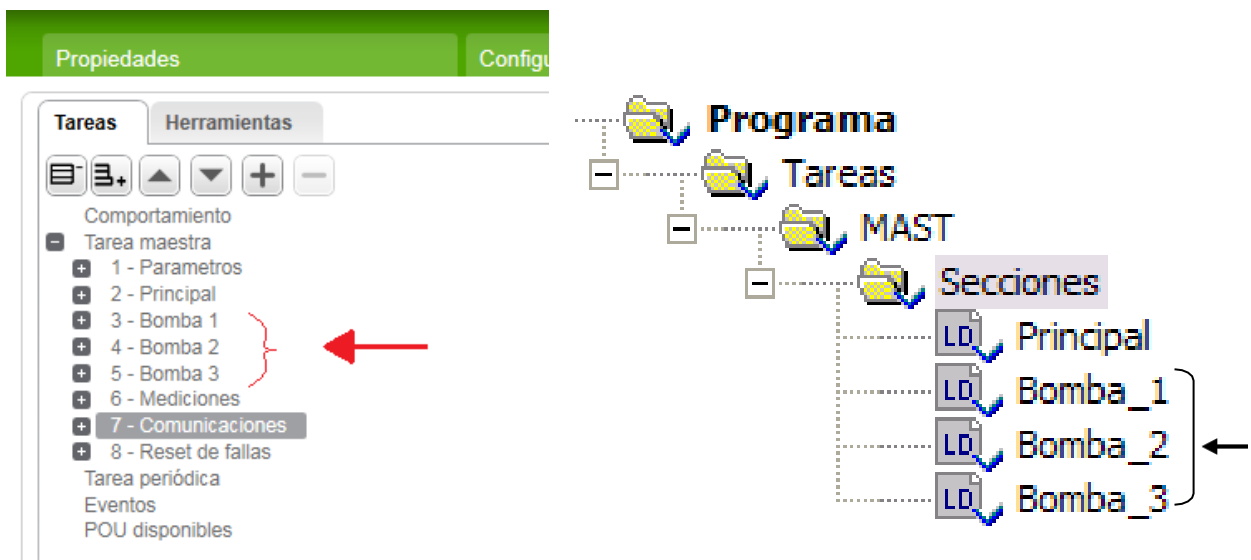 Propiedades
Configu
Tareas
Herramientas
Comportamiento
Tarea maestra
1 - Parametros
2 - Principal
3 - Bomba 1
4 - Bomba 2
5 - Bomba 3
6 - Mediciones
7 - Comunicaciones
8 - Reset de fallas
Tarea periódica
Eventos
POU disponibles
Programa
Tareas
MAST
Secciones
LD Principal
LD Bomba_1
LD Bomba_2
LD Bomba_3